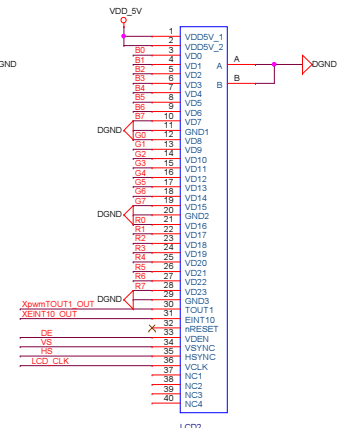 VDD_5V
1 VDD5V_1
2 VDD5V_2
B0 3 VD0
B1 4 VD1
B2 5 VD2
B3 6 VD3
B4 7 VD4
B5 8 VD5
B6 9 VD6
B7 10 VD7
DGND 11 GND1
G0 12 VD8
G1 13 VD9
G2 14 VD10
G3 15 VD11
G4 16 VD12
G5 17 VD13
G6 18 VD14
G7 19 VD15
DGND 20 GND2
R0 21 VD16
R1 22 VD17
R2 23 VD18
R3 24 VD19
R4 25 VD20
R5 26 VD21
R6 27 VD22
R7 28 VD23
DGND 29 GND3
XpwmTOUT1_OUT 30 TOUT1
XEINT10_OUT 31 EINT10
32 nRESET
DE 33 VDEN
VS 34 VSYNC
HS 35 HSYNC
LCD_CLK 36 VCLK
37 NC1
38 NC2
39 NC3
40 NC4
A A
B B
DGND
GND
LCD2